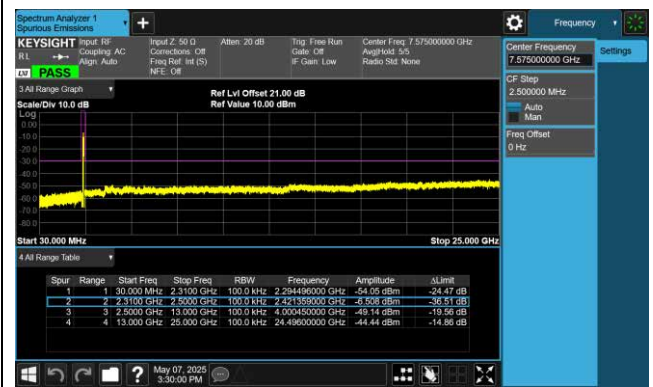 Spectrum Analyzer 1
Spurious Emissions
Frequency
KEYSIGHT Input: RF Input Z: 50 Ω Atten: 20 dB Trig: Free Run Center Freq: 7.575000000 GHz
RL Coupling: AC Corrections: Off Gate: Off Avg|Hold: 5/5
Align: Auto Freq Ref: Int (S) IF Gain: Low Radio Std: None
LXI PASS NFE: Off
Center Frequency
7.575000000 GHz
Settings
CF Step
2.500000 MHz
Auto
Man
Freq Offset
0 Hz
3 All Range Graph
Ref Lvl Offset 21.00 dB
Scale/Div 10.0 dB Ref Value 10.00 dBm
Log
0.00
-10.0
-20.0
-30.0
-40.0
-50.0
-60.0
-70.0
-80.0
Start 30.000 MHz Stop 25.000 GHz
4 All Range Table
Spur Range Start Freq Stop Freq RBW Frequency Amplitude ΔLimit
1 1 30.000 MHz 2.3100 GHz 100.0 kHz 2.294496000 GHz -54.05 dBm -24.47 dB
2 2 2.3100 GHz 2.5000 GHz 100.0 kHz 2.421359000 GHz -6.508 dBm -36.51 dB
3 3 2.5000 GHz 13.000 GHz 100.0 kHz 4.000450000 GHz -49.14 dBm -19.56 dB
4 4 13.000 GHz 25.000 GHz 100.0 kHz 24.49600000 GHz -44.44 dBm -14.86 dB
? May 07, 2025
3:30:00 PM